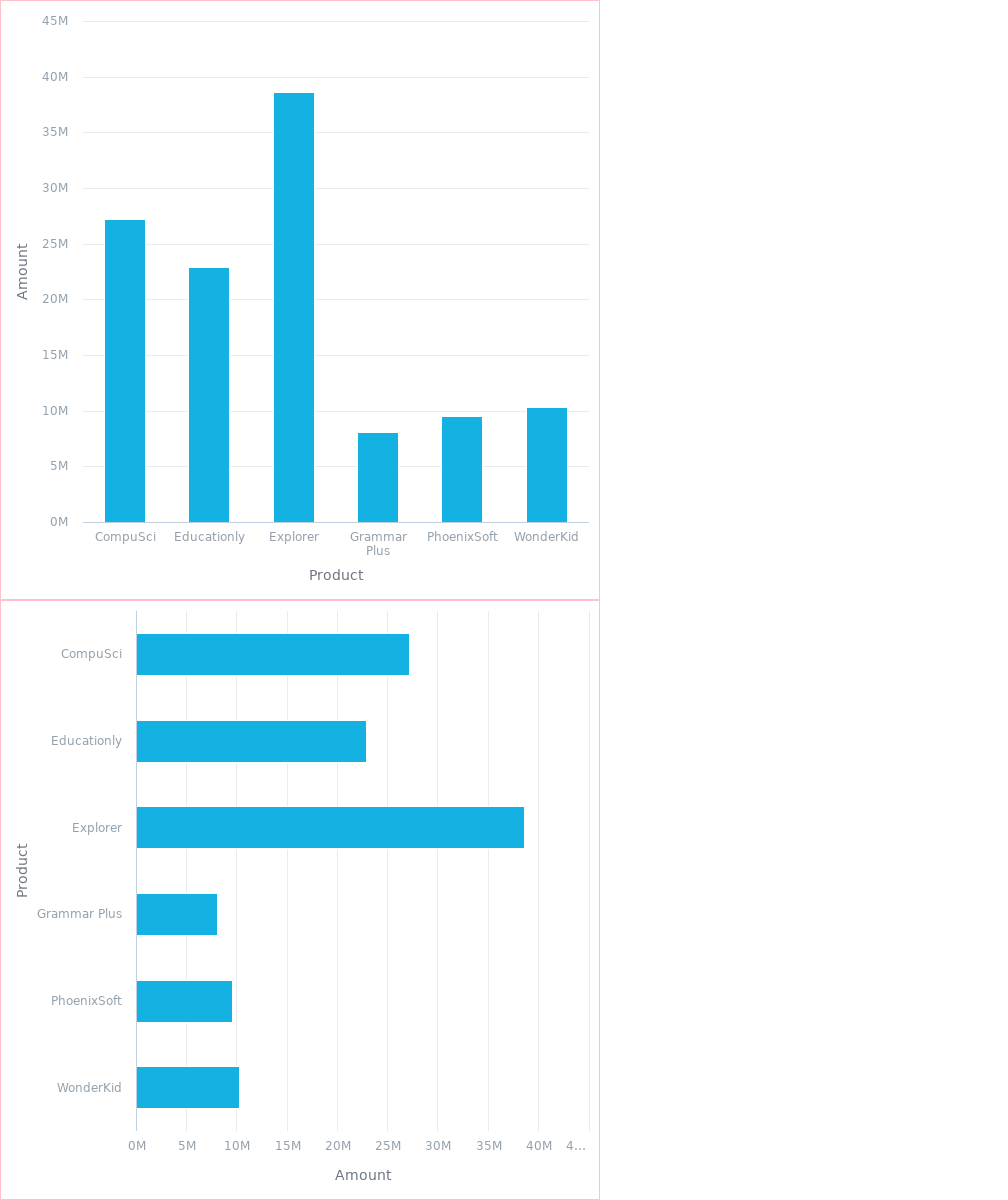 45M
40M
35M
30M
25M
20M
15M
10M
5M
0M
Amount
CompuSci Educationly Explorer Grammar Plus PhoenixSoft WonderKid
Product
CompuSci
Educationly
Explorer
Grammar Plus
PhoenixSoft
WonderKid
Product
0M 5M 10M 15M 20M 25M 30M 35M 40M 4...
Amount